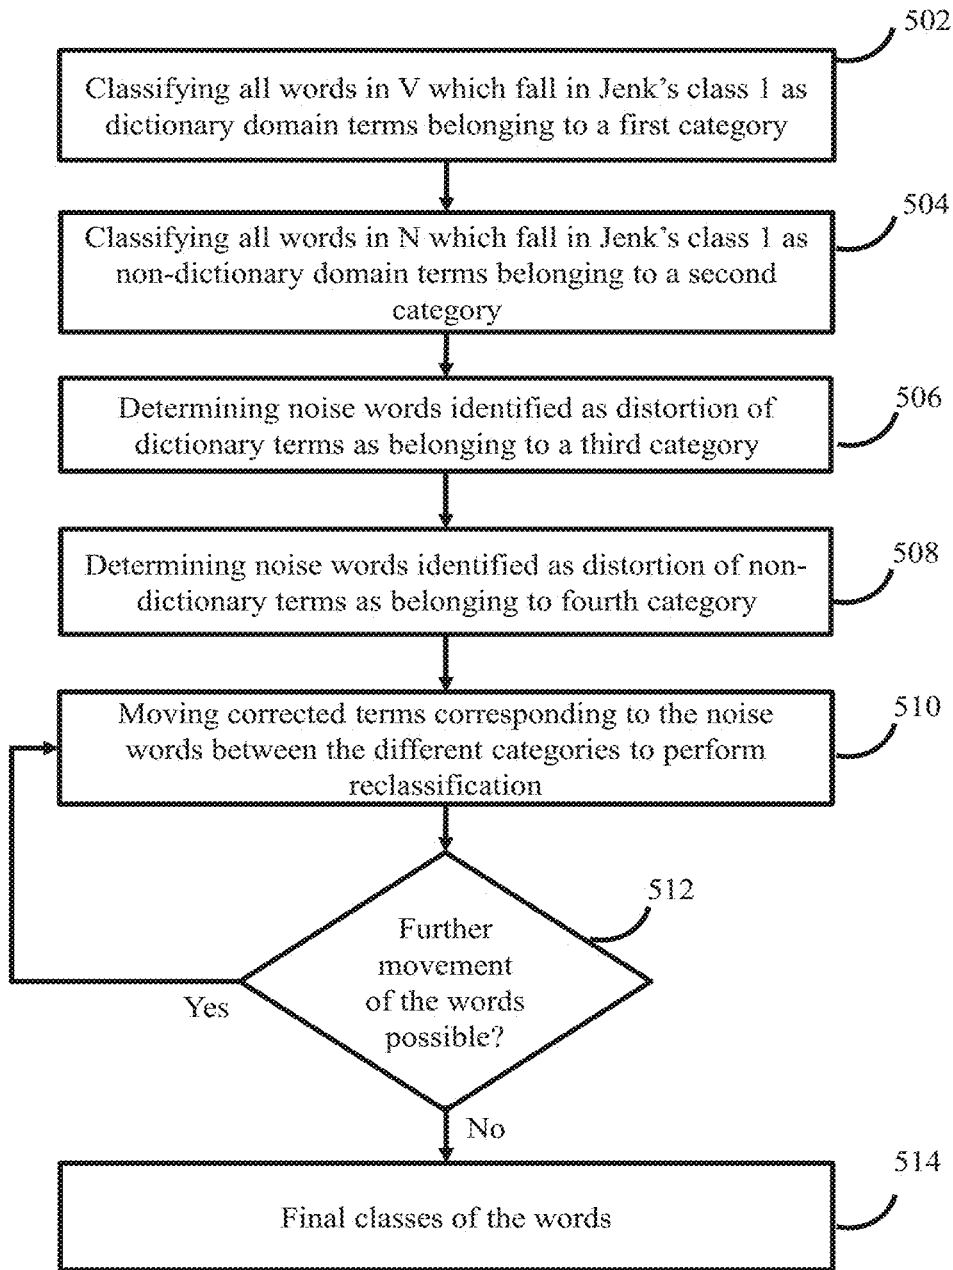 502
Classifying all words in V which fall in Jenk's class 1 as
dictionary domain terms belonging to a first category
504
Classifying all words in N which fall in Jenk's class 1 as
non-dictionary domain terms belonging to a second
category
506
Determining noise words identified as distortion of
dictionary terms as belonging to a third category
508
Determining noise words identified as distortion of non-
dictionary terms as belonging to fourth category
510
Moving corrected terms corresponding to the noise
words between the different categories to perform
reclassification
512
Further
movement
of the words
possible?
Yes
No
514
Final classes of the words